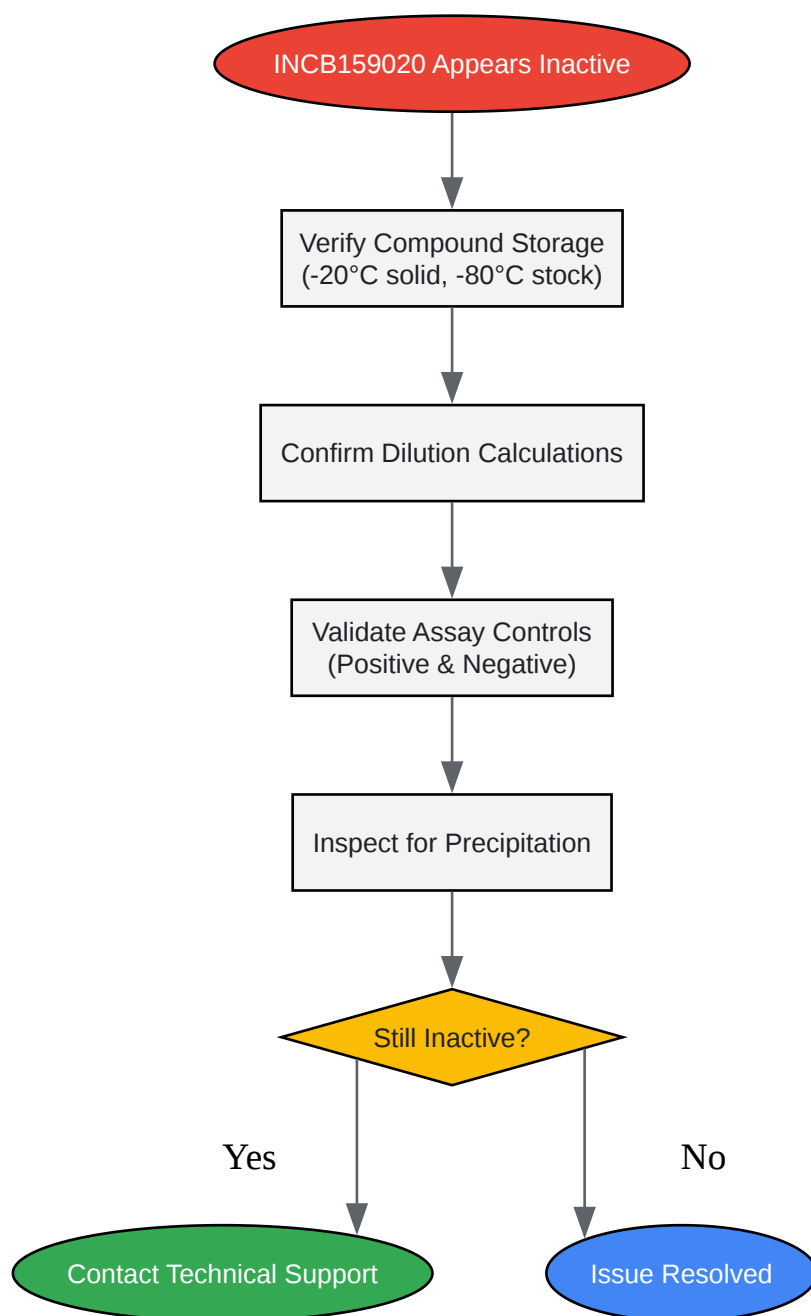 INCB159020 Appears Inactive
Verify Compound Storage
(-20°C solid, -80°C stock)
Confirm Dilution Calculations
Validate Assay Controls
(Positive & Negative)
Inspect for Precipitation
Still Inactive?
Yes
No
Contact Technical Support
Issue Resolved